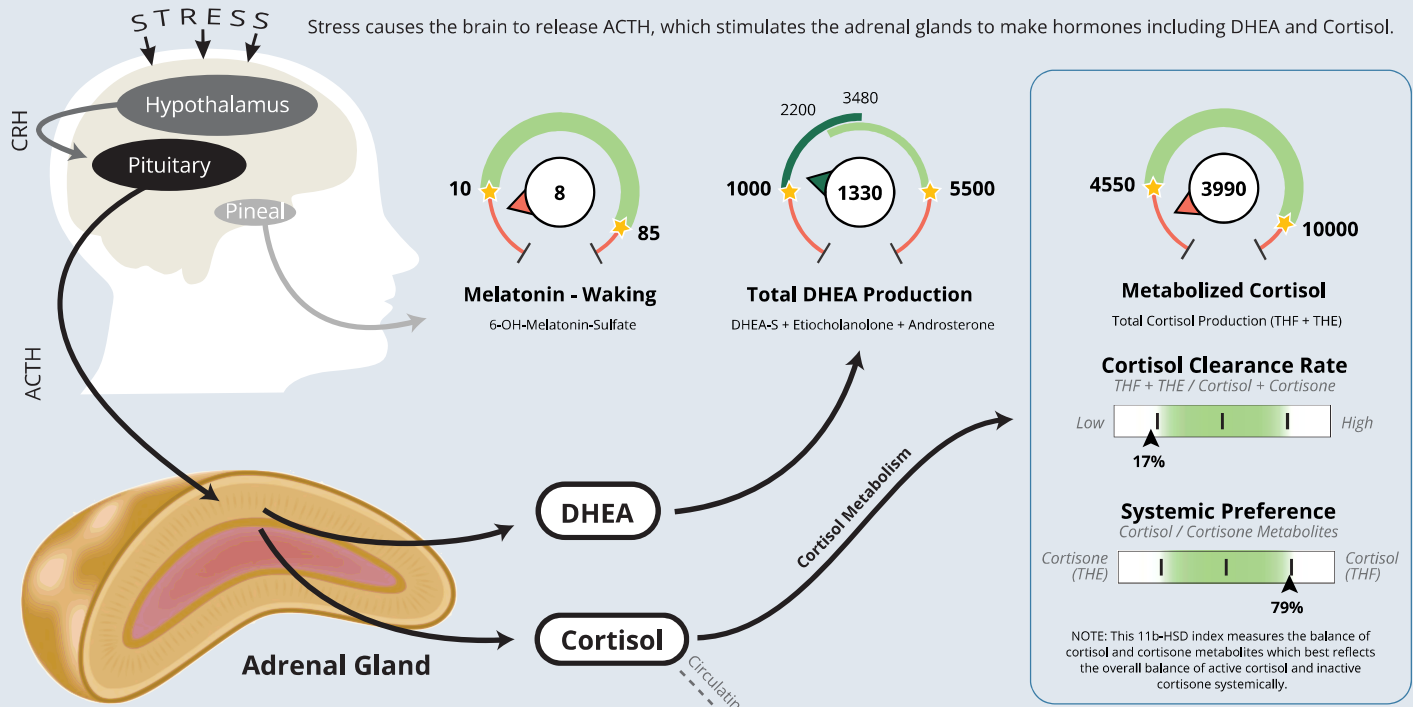 STRESS
Stress causes the brain to release ACTH, which stimulates the adrenal glands to make hormones including DHEA and Cortisol.
Hypothalamus
CRH
Pituitary
Pineal
ACTH
10
8
85
Melatonin - Waking
6-OH-Melatonin-Sulfate
2200
3480
1000
1330
5500
Total DHEA Production
DHEA-S + Etiocholanolone + Androsterone
4550
3990
10000
Metabolized Cortisol
Total Cortisol Production (THF + THE)
Cortisol Clearance Rate
THF + THE / Cortisol + Cortisone
Low
High
17%
Systemic Preference
Cortisol / Cortisone Metabolites
Cortisone
(THE)
Cortisol
(THF)
79%
NOTE: This 11b-HSD index measures the balance of
cortisol and cortisone metabolites which best reflects
the overall balance of active cortisol and inactive
cortisone systemically.
DHEA
Cortisol Metabolism
Cortisol
Adrenal Gland